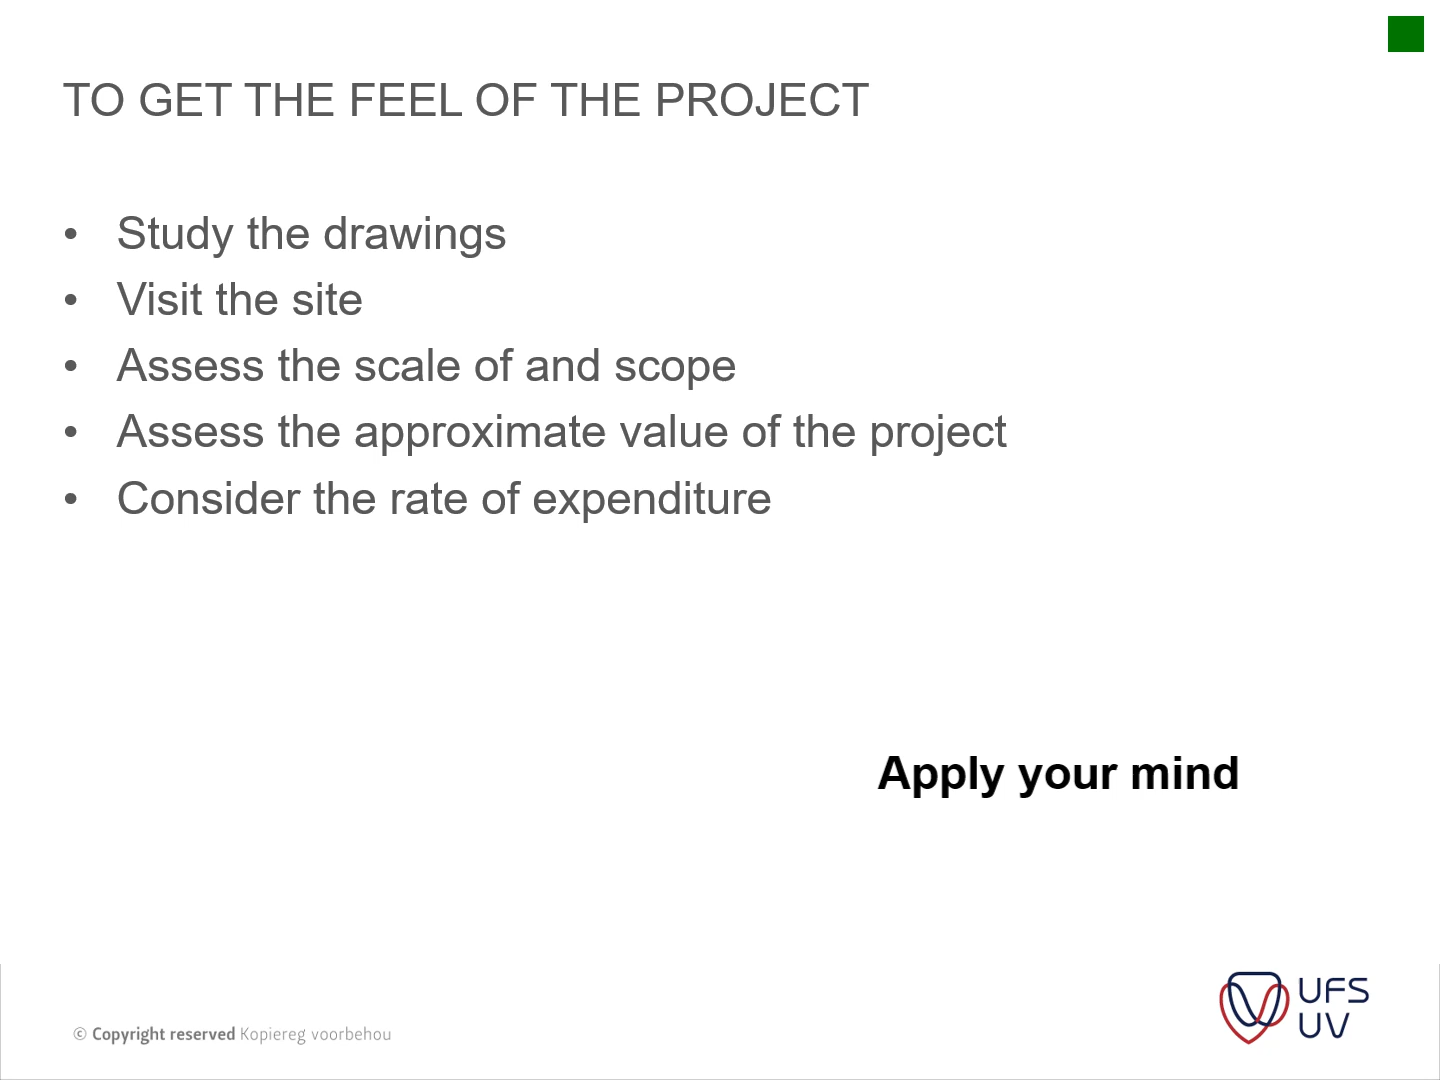 TO GET THE FEEL OF THE PROJECT
• Study the drawings
• Visit the site
• Assess the scale of and scope
• Assess the approximate value of the project
• Consider the rate of expenditure
Apply your mind
© Copyright reserved Kopiereg voorbehou
UFS
UV